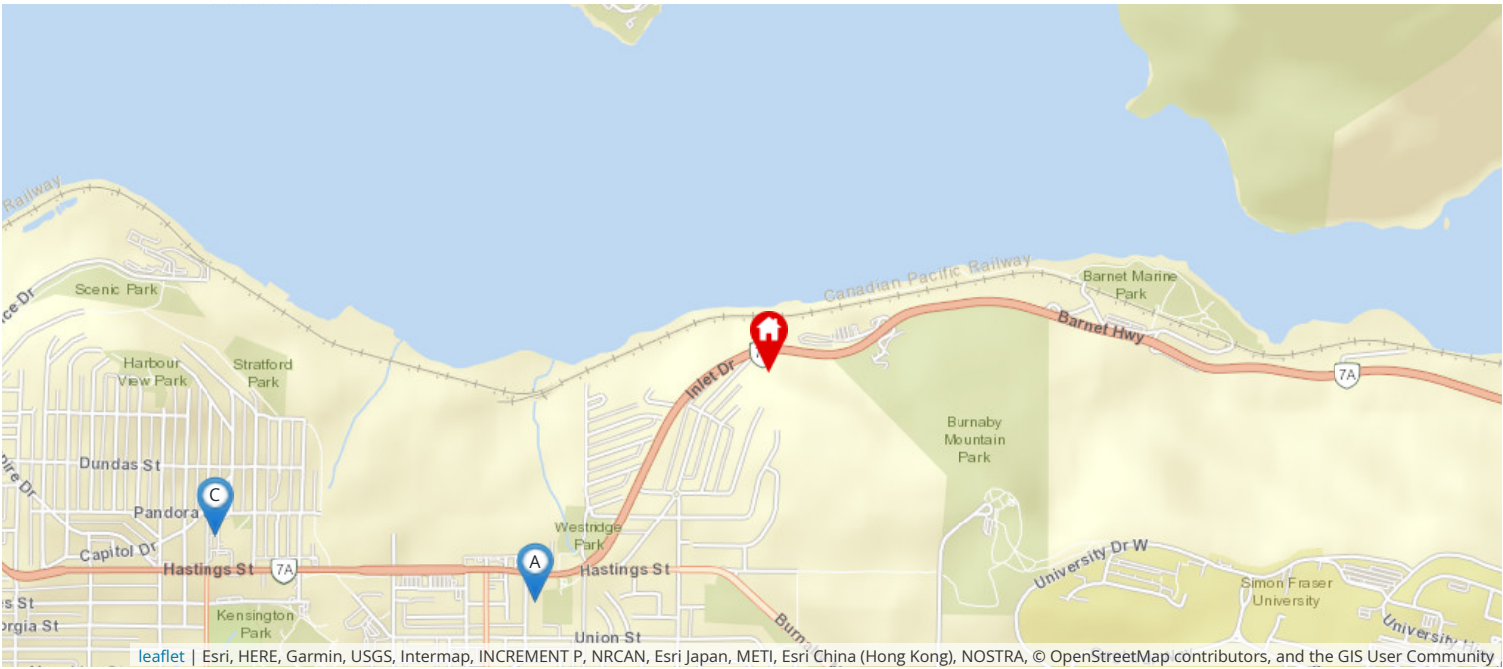 Railway
Canadian Pacific Railway
Barnet Marine
Park
Scenic Park
Barnet Hwy
7A
Harbour
View Park
Stratford
Park
Inlet Dr
Burnaby
Mountain
Park
Dundas St
C
Pandora
Westridge
Park
Capitol Dr
A
Hastings St
7A
Hastings St
University Dr W
Simon Fraser
University
Kensington
Park
Union St
leaflet | Esri, HERE, Garmin, USGS, Intermap, INCREMENT P, NRCAN, Esri Japan, METI, Esri China (Hong Kong), NOSTRA, © OpenStreetMap contributors, and the GIS User Community